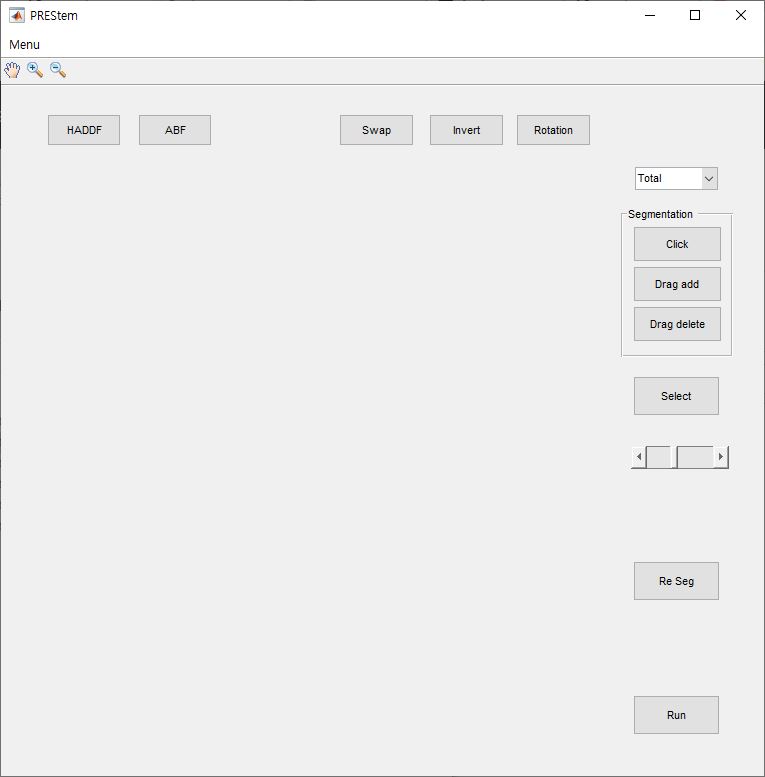 PREStem
Menu
HADDF ABF Swap Invert Rotation
Total
Segmentation
Click
Drag add
Drag delete
Select
Re Seg
Run